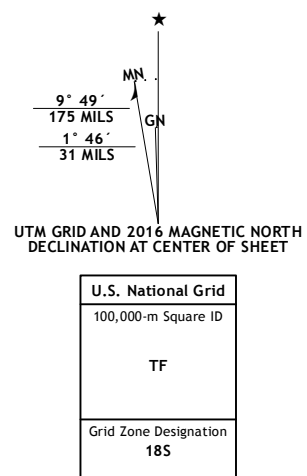 ★
MN
GN
9° 49´
175 MILS
1° 46´
31 MILS
UTM GRID AND 2016 MAGNETIC NORTH
DECLINATION AT CENTER OF SHEET
U.S. National Grid
100,000-m Square ID
TF
Grid Zone Designation
18S